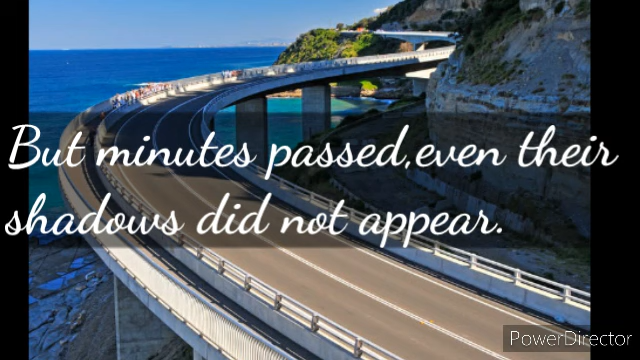 But minutes passed,even their
shadows did not appear.
PowerDirector